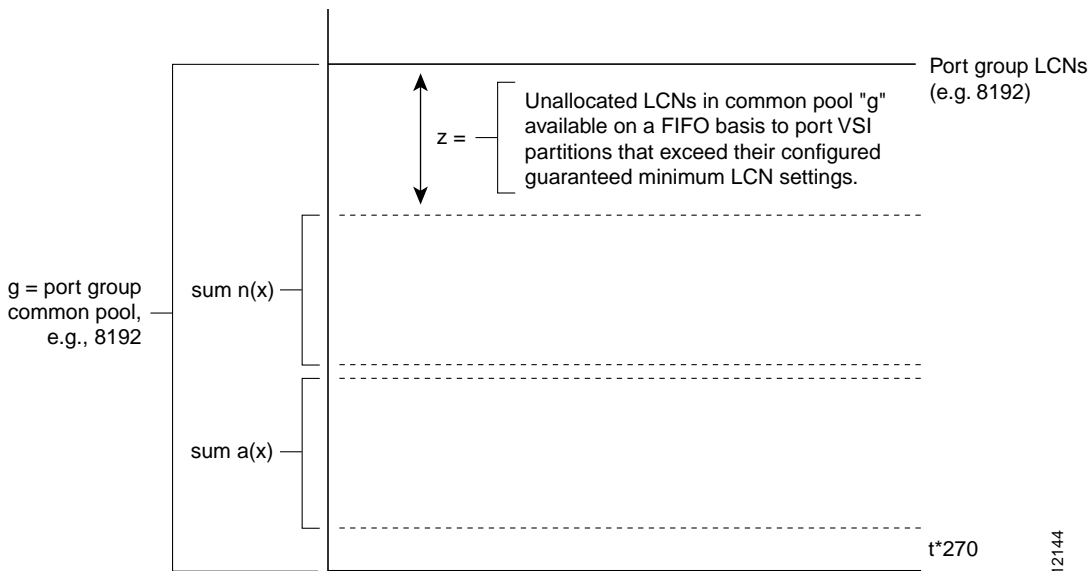 Port group LCNs
(e.g. 8192)
Unallocated LCNs in common pool "g"
available on a FIFO basis to port VSI
partitions that exceed their configured
guaranteed minimum LCN settings.
z =
g = port group
common pool,
e.g., 8192
sum n(x)
sum a(x)
t*270
12144